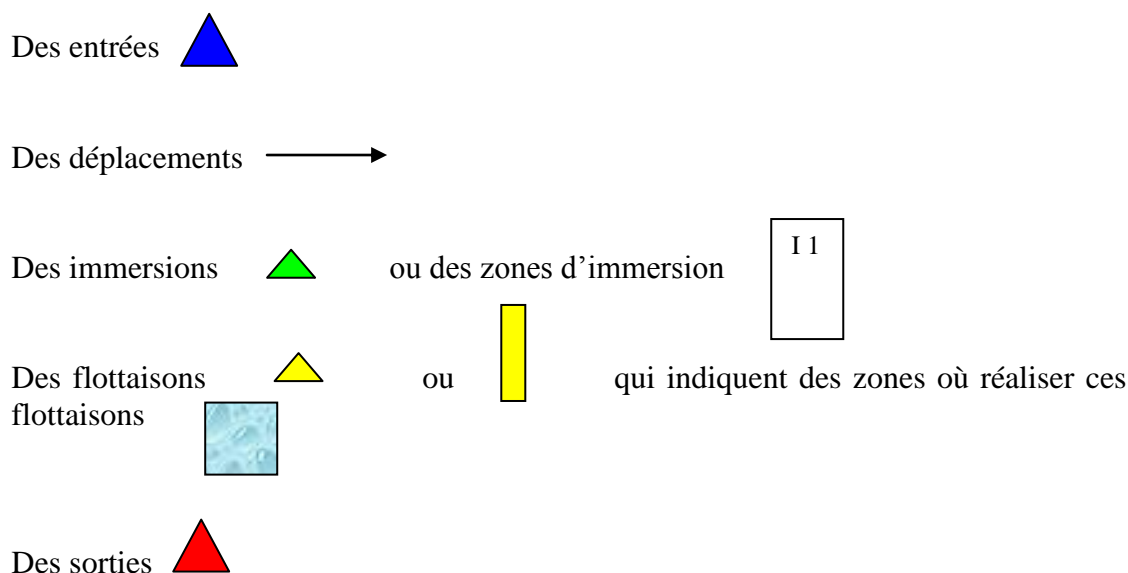 Des entrées
Des déplacements
I 1
Des immersions ou des zones d’immersion
Des flottaisons ou qui indiquent des zones où réaliser ces
flottaisons
Des sorties